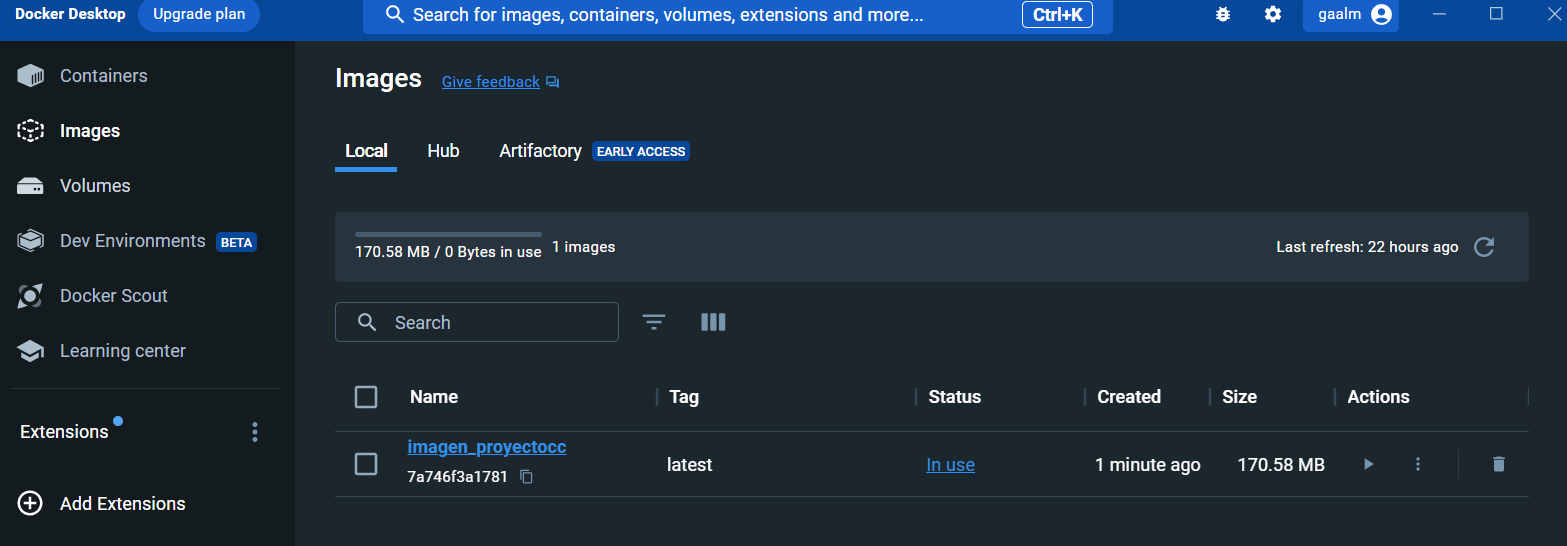 Docker Desktop Upgrade plan Search for images, containers, volumes, extensions and more... Ctrl+K gaalm
Containers
Images
Volumes
Dev Environments BETA
Docker Scout
Learning center
Extensions
Add Extensions
Images Give feedback
Local Hub Artifactory EARLY ACCESS
170.58 MB / 0 Bytes in use 1 images Last refresh: 22 hours ago
Search
Name Tag Status Created Size Actions
imagen_proyectocc latest In use 1 minute ago 170.58 MB
7a746f3a1781